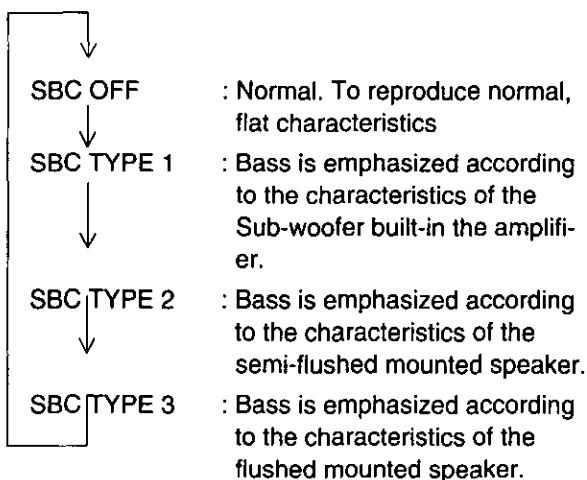 SBC OFF : Normal. To reproduce normal,
flat characteristics
SBC TYPE 1 : Bass is emphasized according
to the characteristics of the
Sub-woofer built-in the amplifi-
er.
SBC TYPE 2 : Bass is emphasized according
to the characteristics of the
semi-flushed mounted speaker.
SBC TYPE 3 : Bass is emphasized according
to the characteristics of the
flushed mounted speaker.